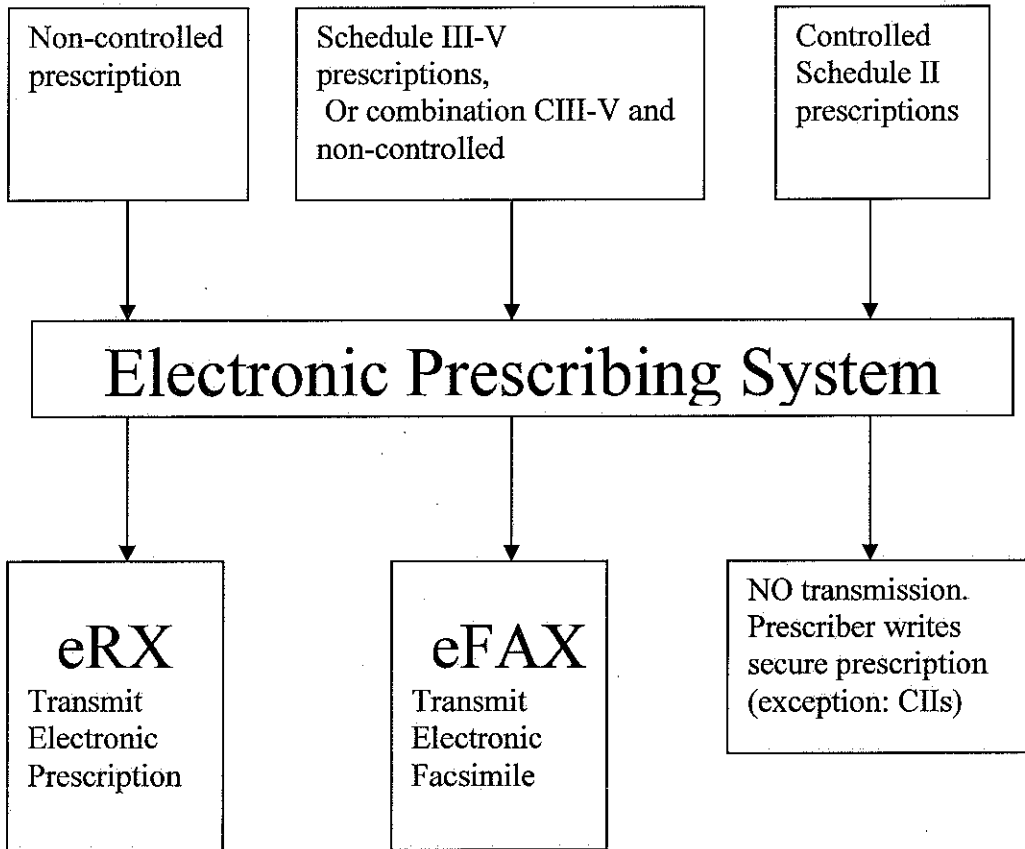 Non-controlled
prescription
Schedule III-V
prescriptions,
Or combination CIII-V and
non-controlled
Controlled
Schedule II
prescriptions
Electronic Prescribing System
eRX
Transmit
Electronic
Prescription
eFAX
Transmit
Electronic
Facsimile
NO transmission.
Prescriber writes
secure prescription
(exception: CIIs)